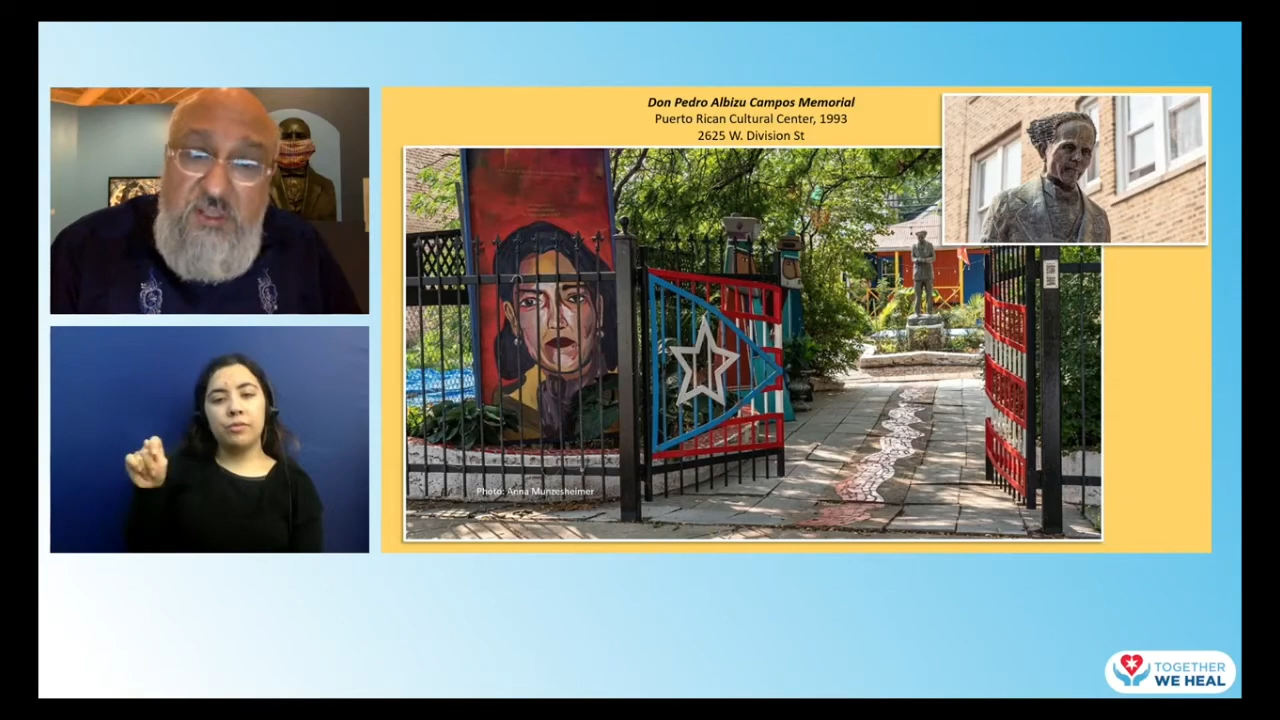 Don Pedro Albizu Campos Memorial
Puerto Rican Cultural Center, 1993
2625 W. Division St
Photo: Anna Munzesheimer
TOGETHER
WE HEAL